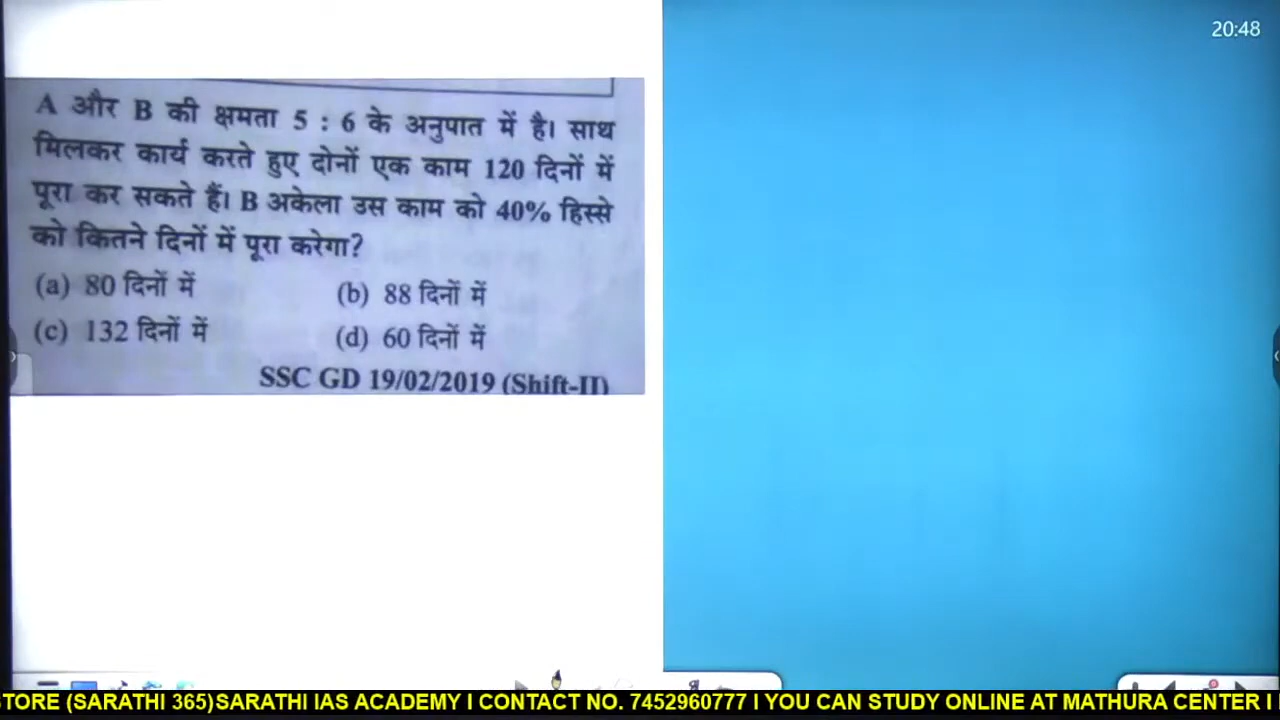 20:48
A और B की क्षमता 5 : 6 के अनुपात में है। साथ
मिलकर कार्य करते हुए दोनों एक काम 120 दिनों में
पूरा कर सकते हैं। B अकेला उस काम को 40% हिस्से
को कितने दिनों में पूरा करेगा?
(a) 80 दिनों में (b) 88 दिनों में
(c) 132 दिनों में (d) 60 दिनों में
SSC GD 19/02/2019 (Shift-II)
STORE (SARATHI 365)SARATHI IAS ACADEMY I CONTACT NO. 7452960777 I YOU CAN STUDY ONLINE AT MATHURA CENTER I